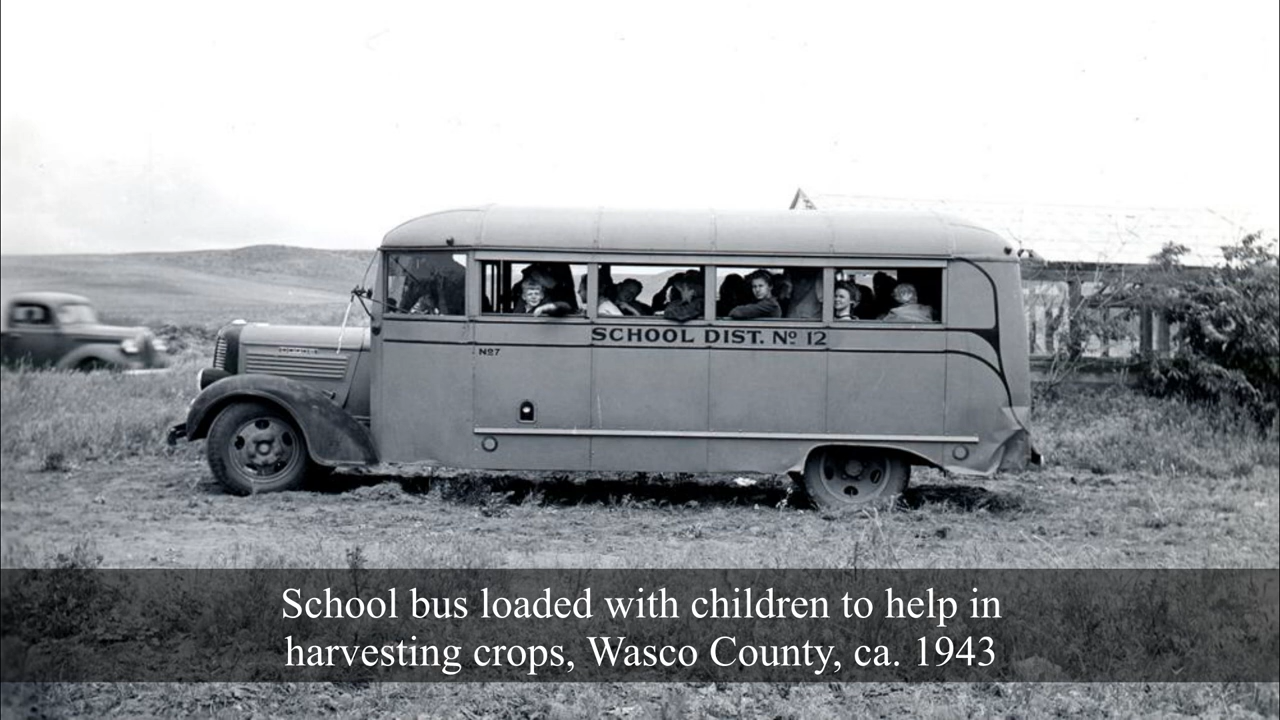 SCHOOL DIST. Nº 12
Nº7
School bus loaded with children to help in
harvesting crops, Wasco County, ca. 1943